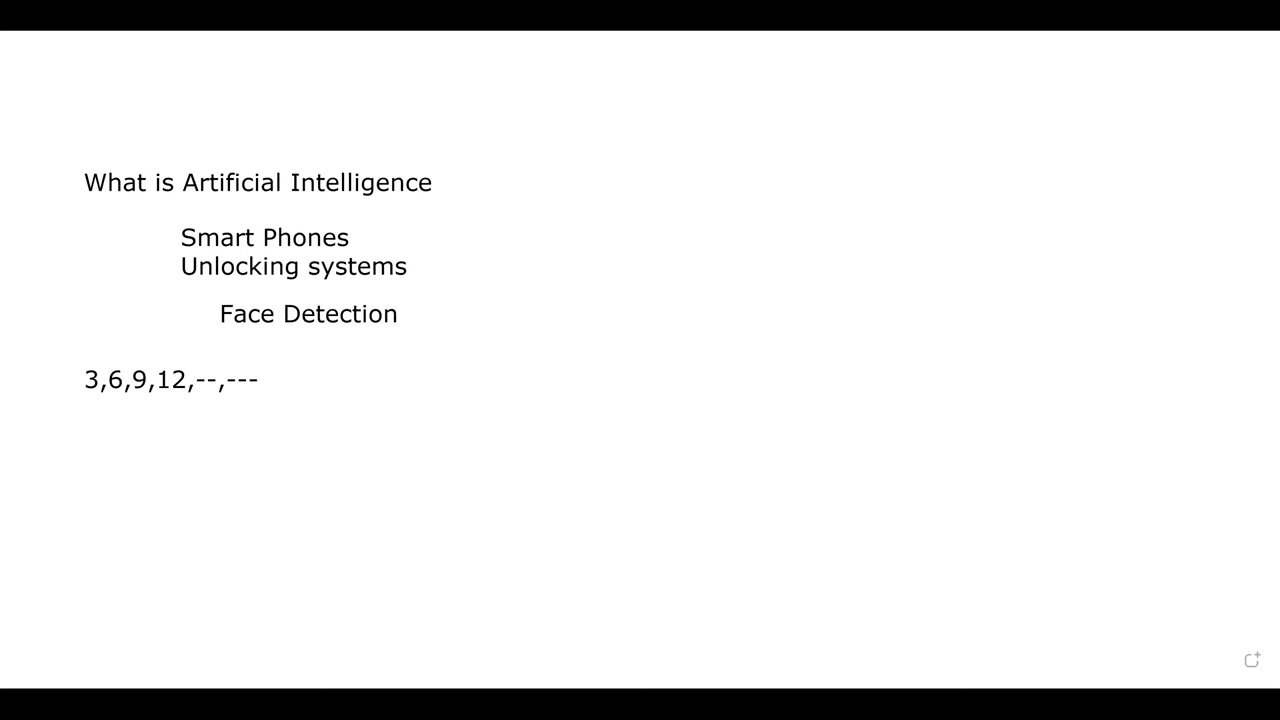 What is Artificial Intelligence
Smart Phones
Unlocking systems
Face Detection
3,6,9,12,--,---